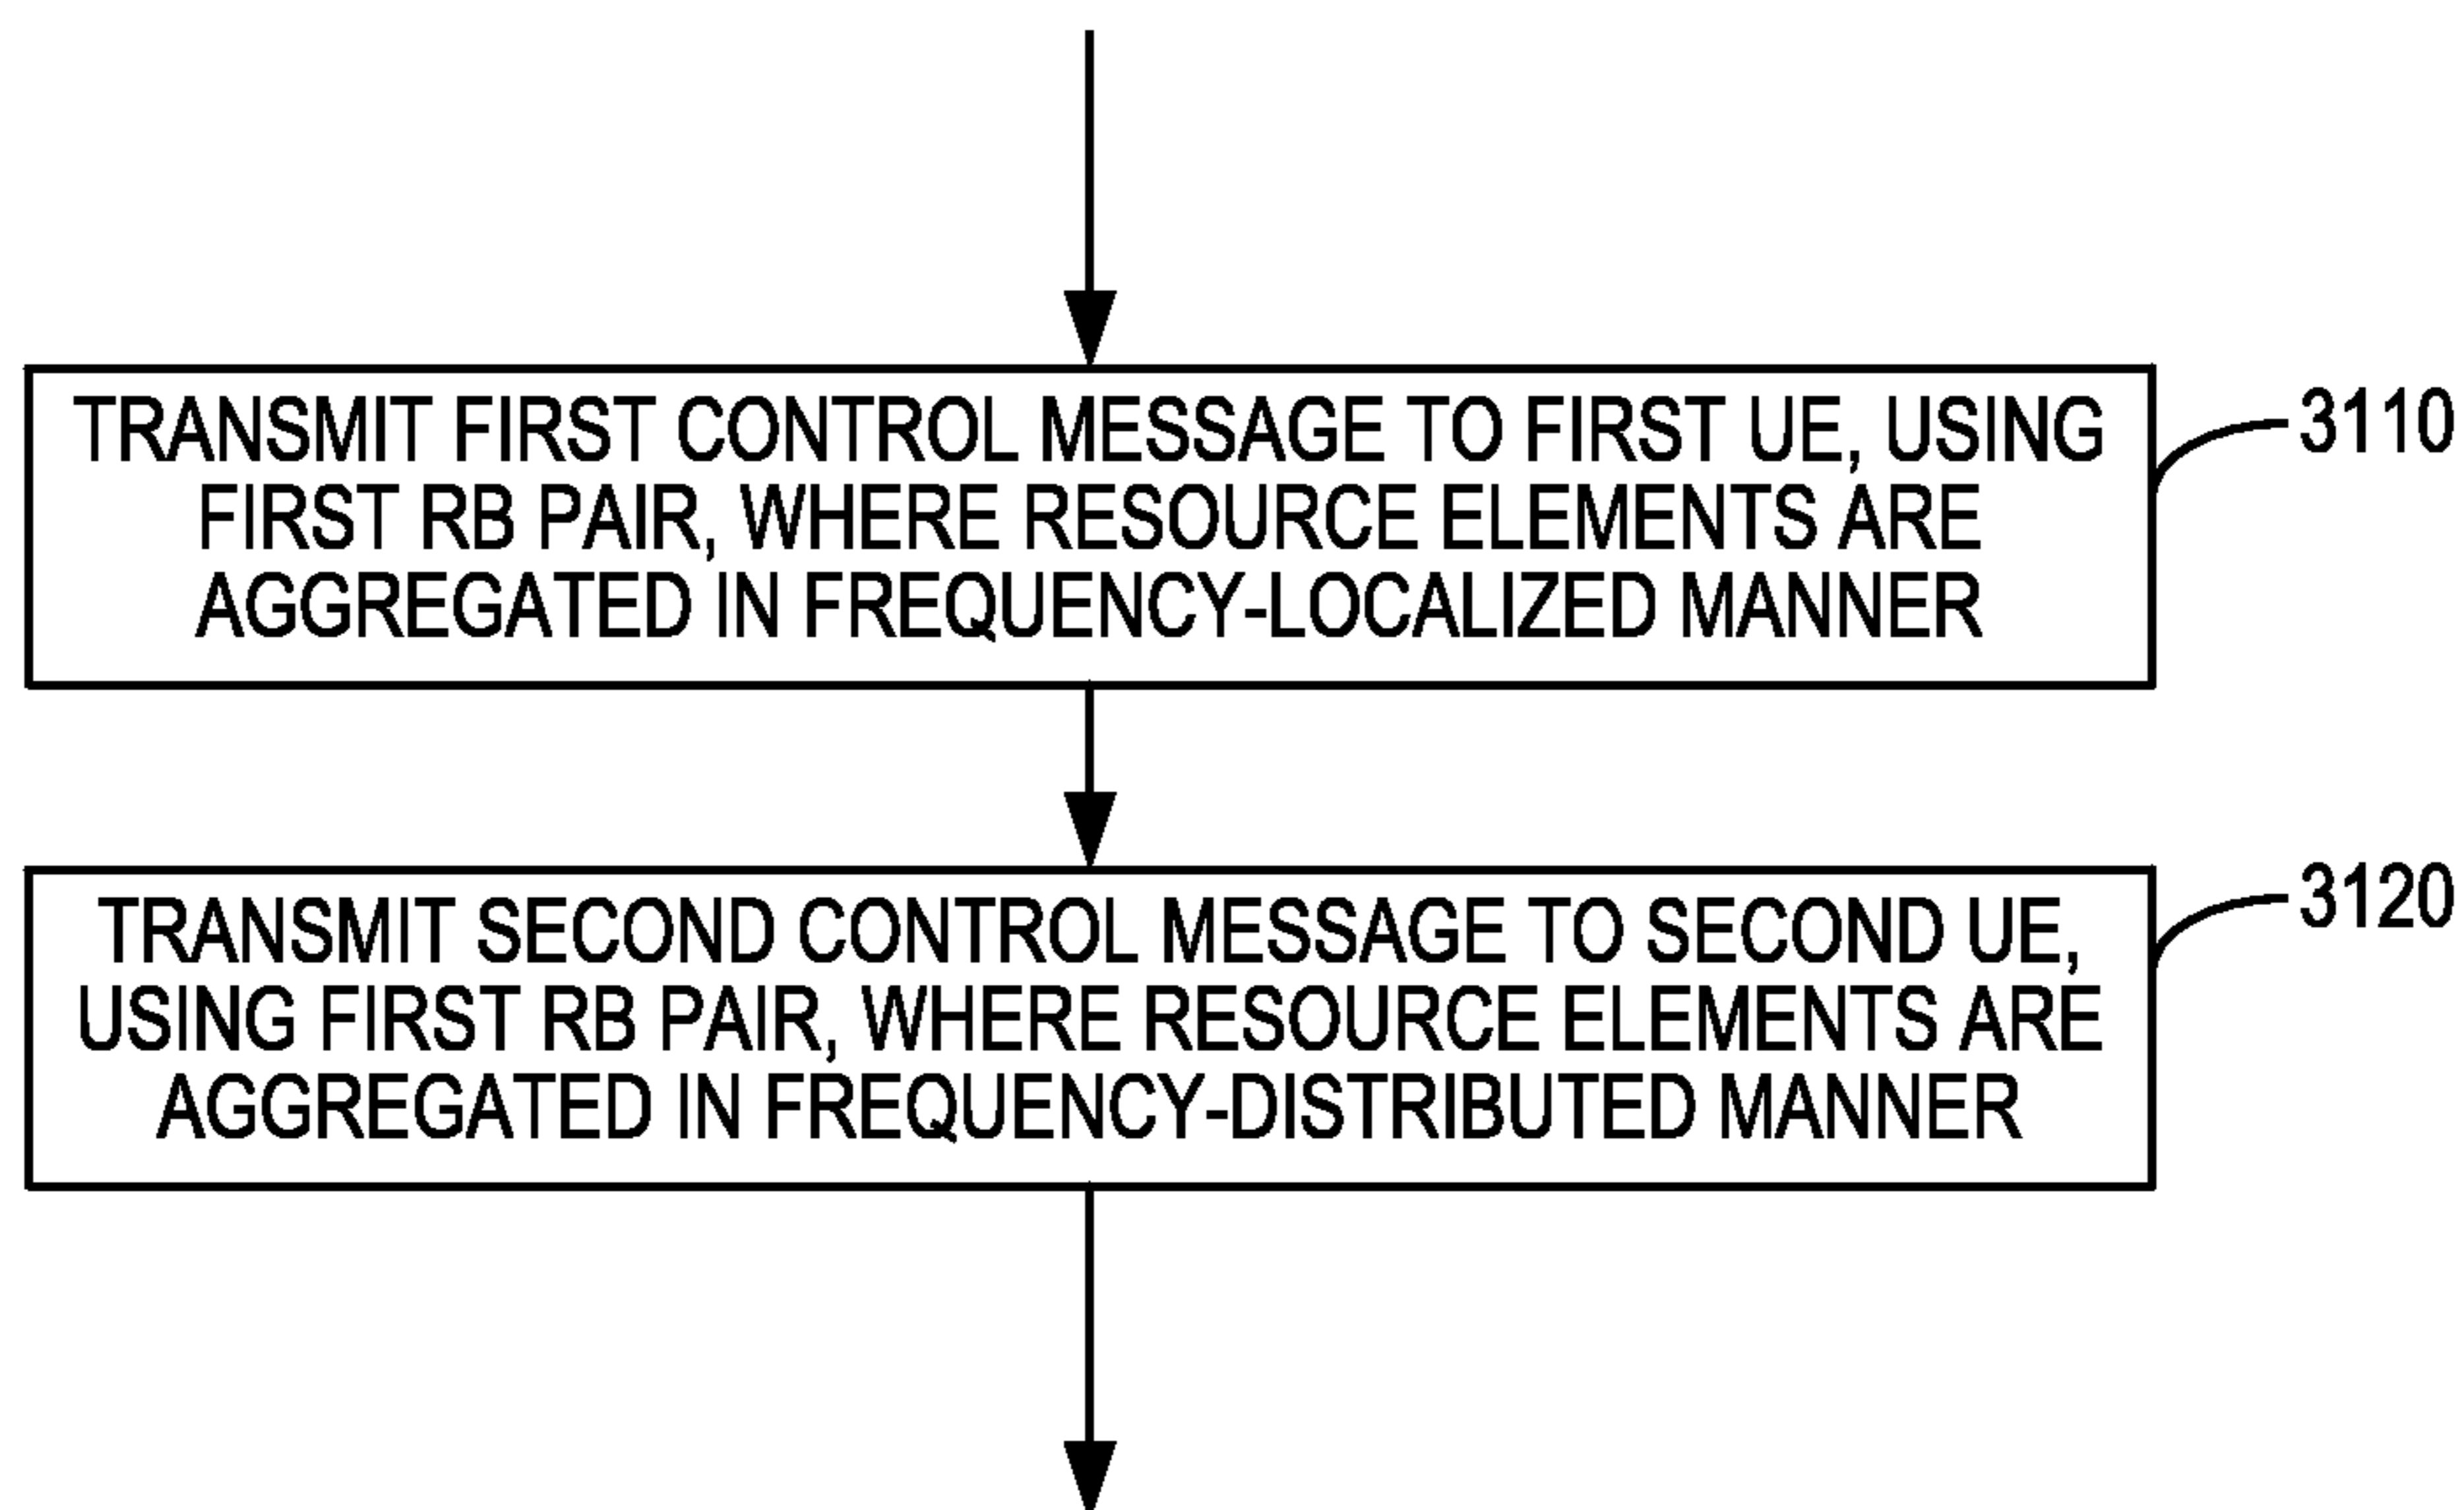 TRANSMIT FIRST CONTROL MESSAGE TO FIRST UE, USING
FIRST RB PAIR, WHERE RESOURCE ELEMENTS ARE
AGGREGATED IN FREQUENCY-LOCALIZED MANNER
3110
TRANSMIT SECOND CONTROL MESSAGE TO SECOND UE,
USING FIRST RB PAIR, WHERE RESOURCE ELEMENTS ARE
AGGREGATED IN FREQUENCY-DISTRIBUTED MANNER
3120